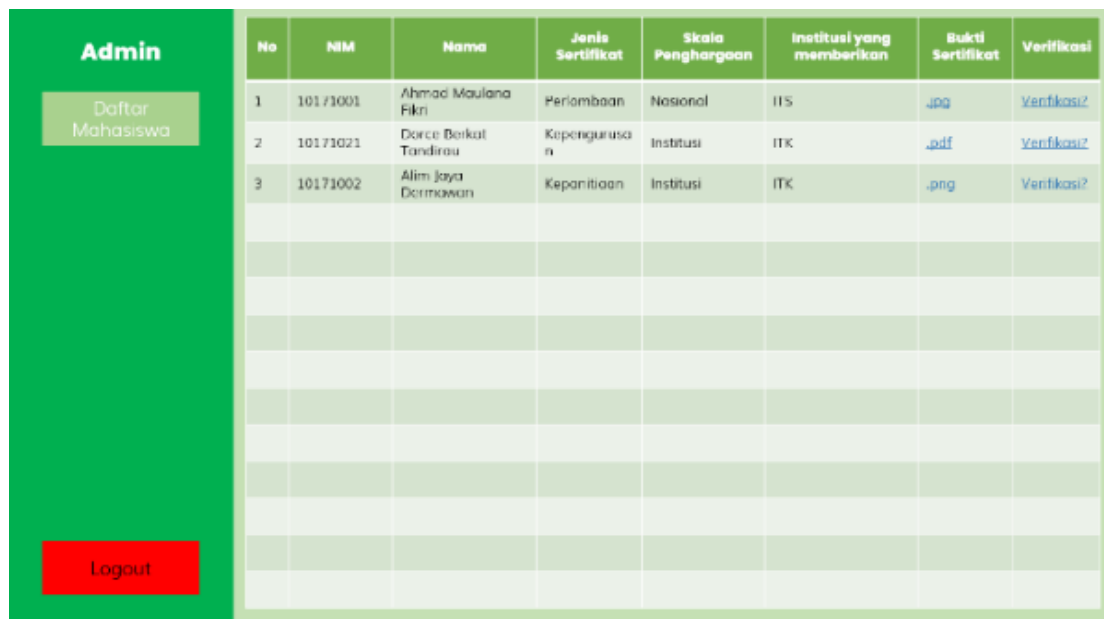 Admin
Daftar
Mahasiswa
Logout
No NIM Nama Jenis Sertifikat Skala Penghargaan Institusi yang memberikan Bukti Sertifikat Verifikasi
1 10171001 Ahmad Maulana Perlombaan Nasional ITS .jpg Verifikasi?
Fikri
2 10171021 Dorce Berkat Kepengurusa Institusi ITK .pdf Verifikasi?
Tandirau n
3 10171002 Alim Jaya Kepanitiaan Institusi ITK .png Verifikasi?
Dermawan